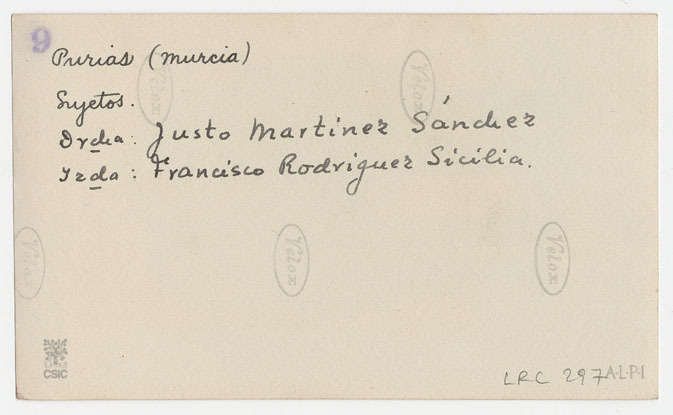 9
Purias (Murcia)
Sujetos.
Drcha: Justo Martinez Sánchez
Izda: Francisco Rodriguez Sicilia.
Velox
Velox
Velox
Velox
Velox
CSIC
LRC 297 A·L·P·I